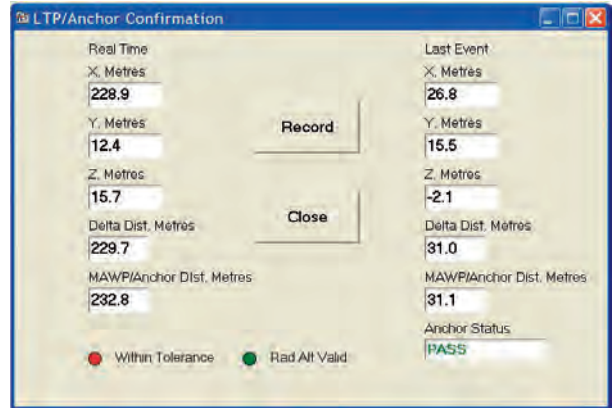 LTP/Anchor Confirmation
Real Time
X, Metres
228.9
Y, Metres
12.4
Z, Metres
15.7
Delta Dist, Metres
229.7
MAWP/Anchor Dist, Metres
232.8
Within Tolerance
Rad Alt Valid
Record
Close
Last Event
X, Metres
26.8
Y, Metres
15.5
Z, Metres
-2.1
Delta Dist, Metres
31.0
MAWP/Anchor Dist, Metres
31.1
Anchor Status
PASS